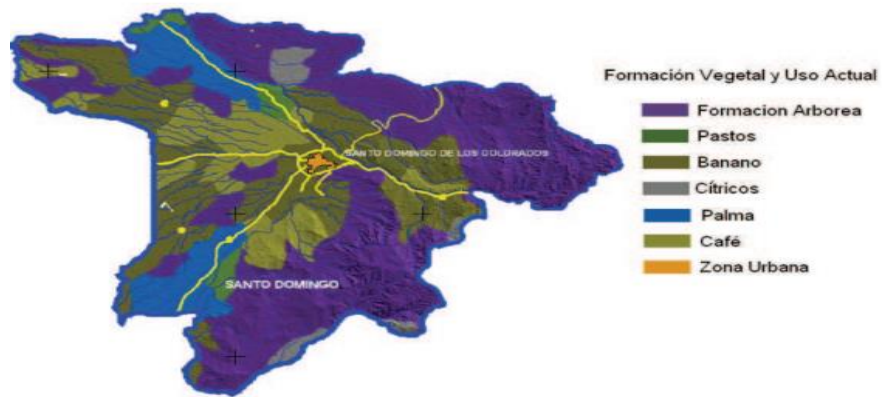 Formación Vegetal y Uso Actual
Formacion Arborea
Pastos
Banano
Cítricos
Palma
Café
Zona Urbana
SANTO DOMINGO DE LOS COLORADOS
SANTO DOMINGO